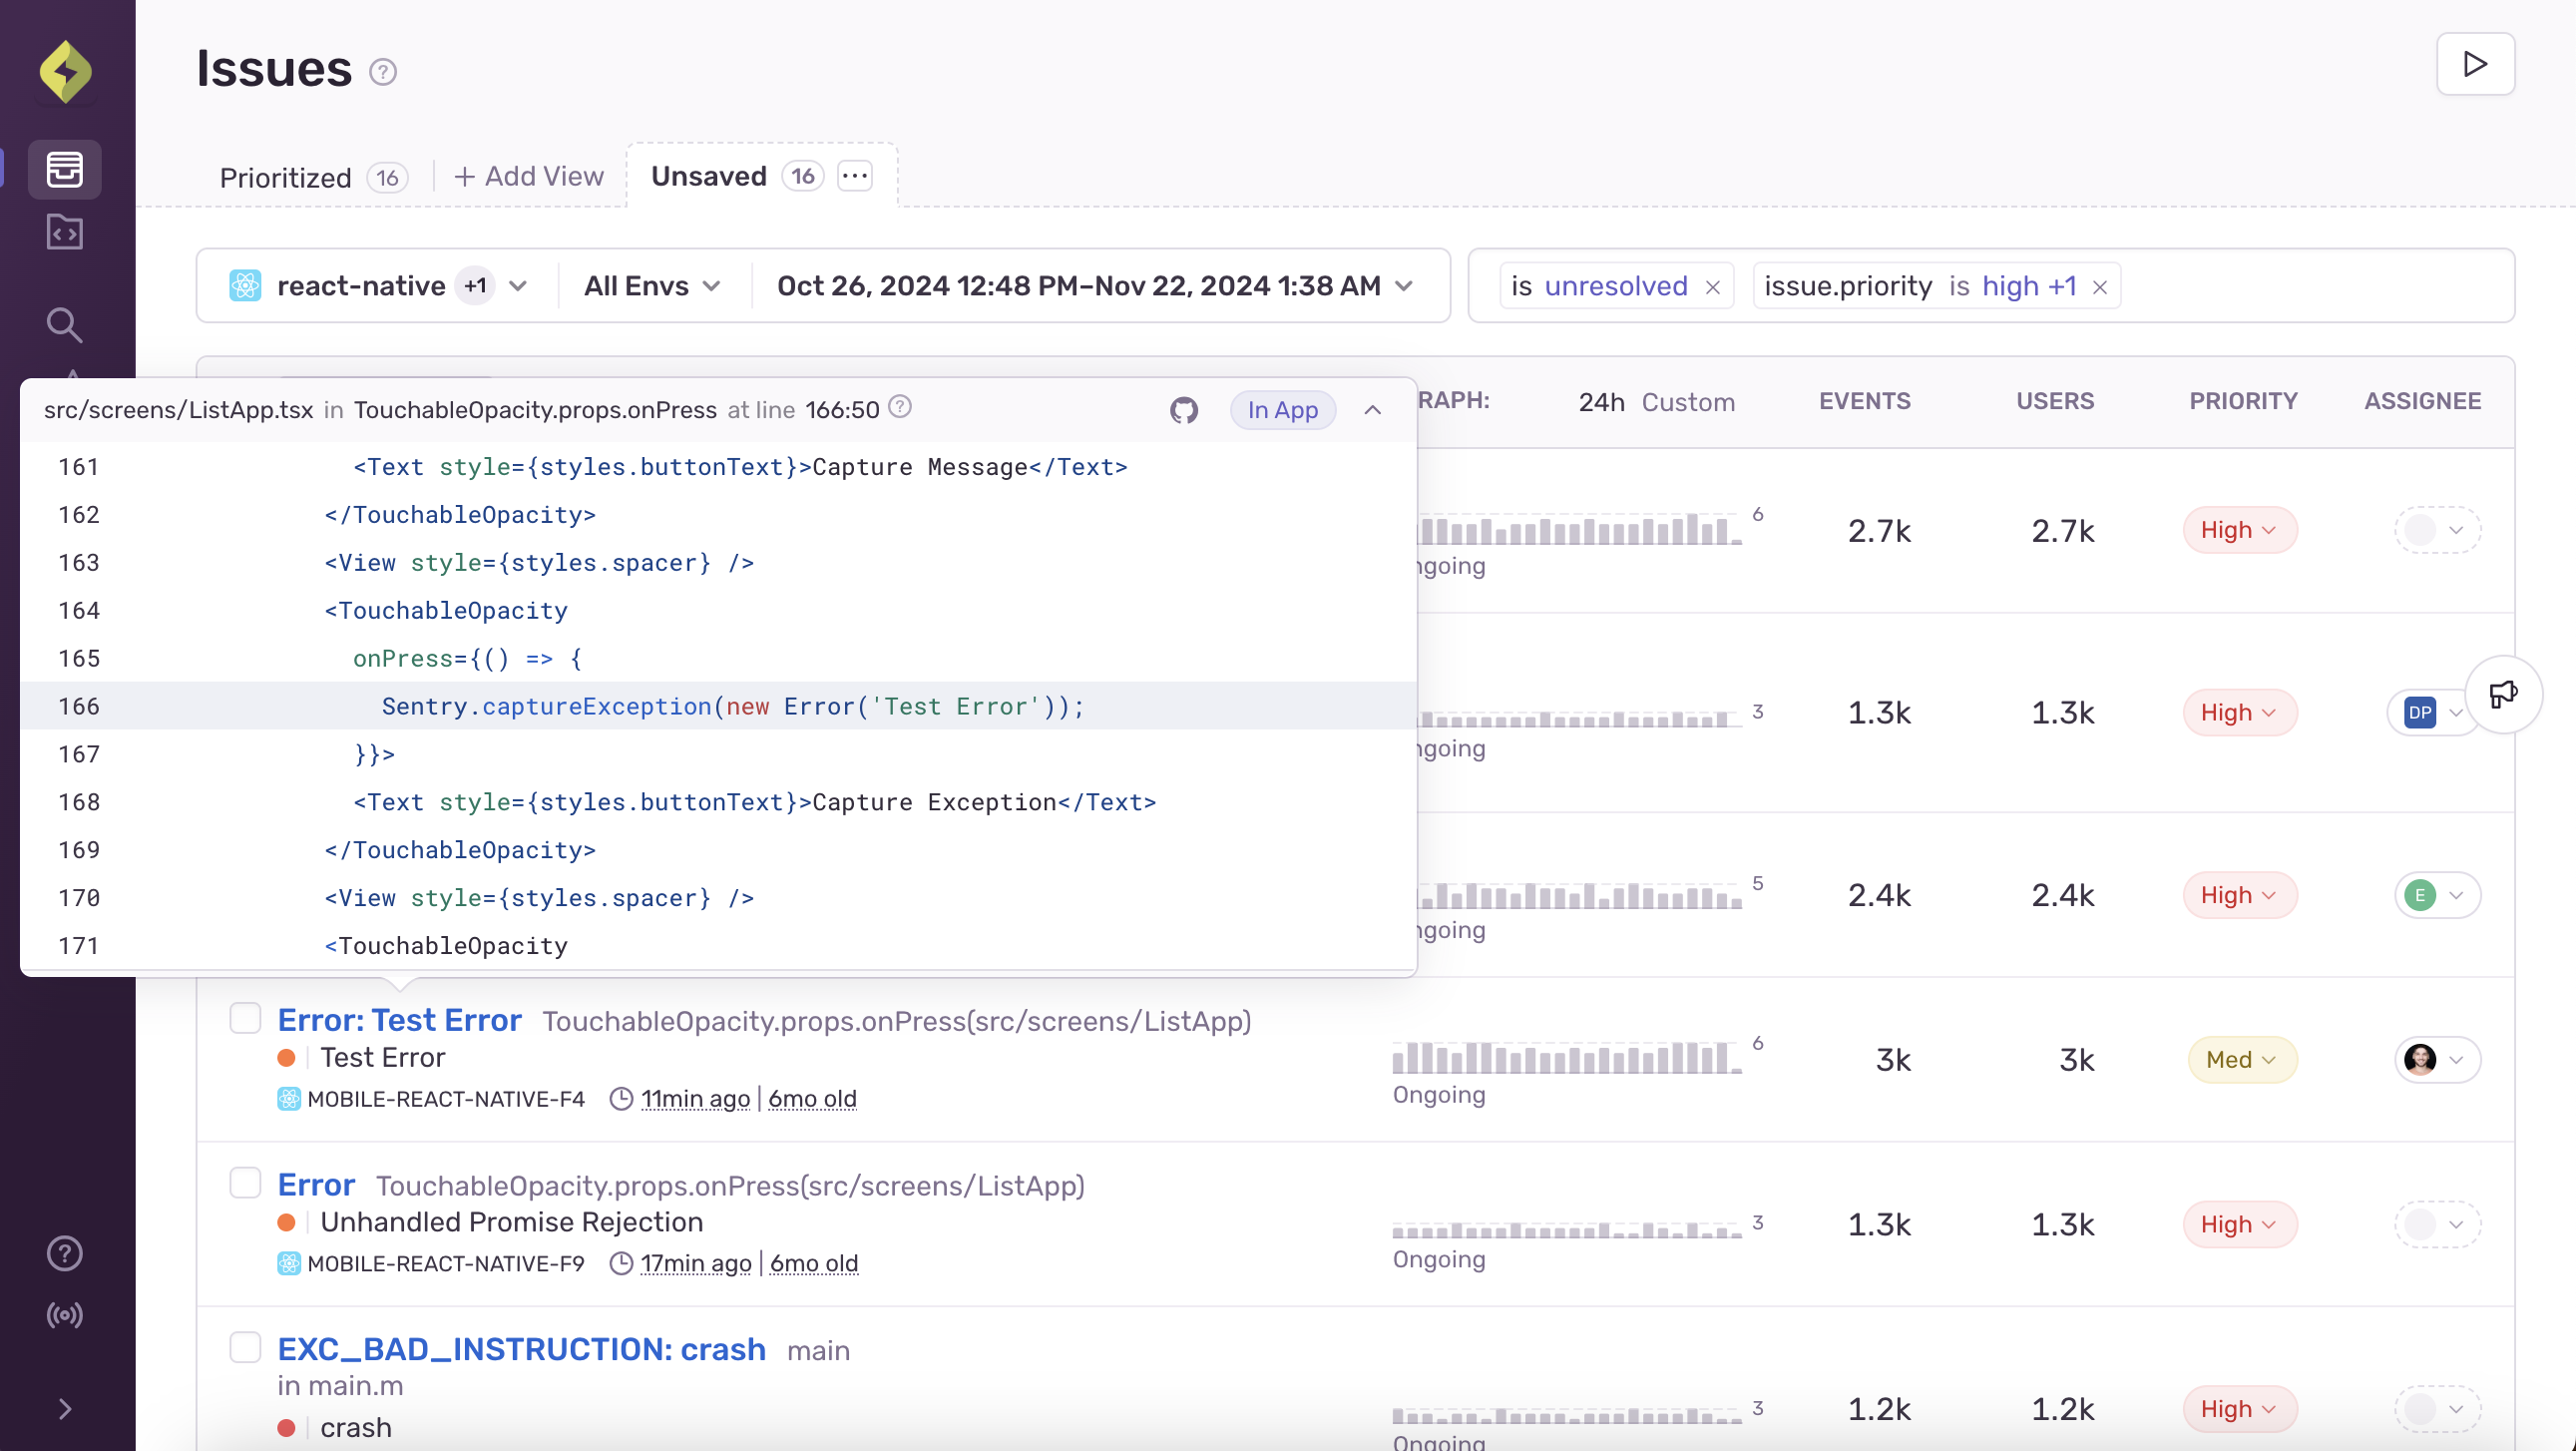 Issues
Prioritized 16
+ Add View
Unsaved 16
react-native +1
All Envs
Oct 26, 2024 12:48 PM–Nov 22, 2024 1:38 AM
is unresolved
issue.priority is high +1
src/screens/ListApp.tsx in TouchableOpacity.props.onPress at line 166:50
In App
161 <Text style={styles.buttonText}>Capture Message</Text>
162 </TouchableOpacity>
163 <View style={styles.spacer} />
164 <TouchableOpacity
165 onPress={() => {
166 Sentry.captureException(new Error('Test Error'));
167 }}>
168 <Text style={styles.buttonText}>Capture Exception</Text>
169 </TouchableOpacity>
170 <View style={styles.spacer} />
171 <TouchableOpacity
24h Custom EVENTS USERS PRIORITY ASSIGNEE
6 2.7k 2.7k High
3 1.3k 1.3k High DP
5 2.4k 2.4k High E
Error: Test Error TouchableOpacity.props.onPress(src/screens/ListApp)
Test Error
MOBILE-REACT-NATIVE-F4 11min ago | 6mo old
6
Ongoing
3k 3k Med
Error TouchableOpacity.props.onPress(src/screens/ListApp)
Unhandled Promise Rejection
MOBILE-REACT-NATIVE-F9 17min ago | 6mo old
3
Ongoing
1.3k 1.3k High
EXC_BAD_INSTRUCTION: crash main
in main.m
crash
3
Ongoing
1.2k 1.2k High